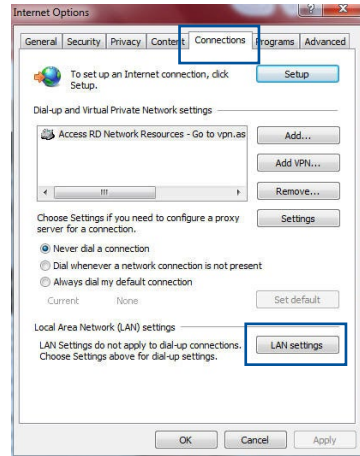 Internet Options
General Security Privacy Content Connections Programs Advanced
To set up an Internet connection, click
Setup.
Setup
Dial-up and Virtual Private Network settings
Access RD Network Resources - Go to vpn.as
Add...
Add VPN...
Remove...
Choose Settings if you need to configure a proxy
server for a connection.
Settings
Never dial a connection
Dial whenever a network connection is not present
Always dial my default connection
Current None
Set default
Local Area Network (LAN) settings
LAN Settings do not apply to dial-up connections.
Choose Settings above for dial-up settings.
LAN settings
OK Cancel Apply